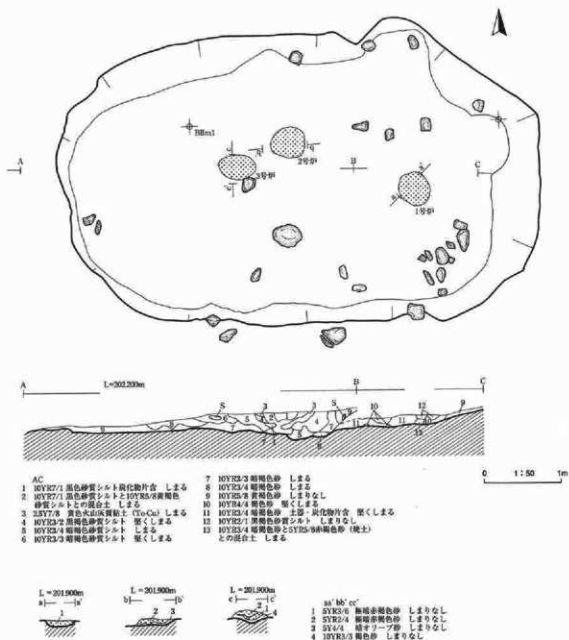 BBm1
A
B
C
2号炉
3号炉
1号炉
A L=202.200m B C
AC
1 10YR7/1 黒色砂質シルト炭化物片含 しまる
2 10YR7/1 黒色砂質シルトと10YR5/8黄褐色
砂質シルトとの混合土 しまる
3 2.5Y7/8 黄色火山灰質粘土 (To-Cu) しまる
4 10YR3/2 黒褐色砂質シルト 堅くしまる
5 10YR3/4 暗褐色砂質シルト しまる
6 10YR3/3 暗褐色砂質シルト 堅くしまる
7 10YR3/3 暗褐色砂 しまる
8 10YR3/4 暗褐色砂 しまる
9 10YR5/8 黄褐色砂 しまりなし
10 10YR4/4 褐色砂 堅くしまる
11 10YR3/4 暗褐色砂 土器・炭化物片含 堅くしまる
12 10YR2/1 黒色砂質シルト しまりなし
13 10YR3/4 暗褐色砂と5YR5/8赤褐色砂 (焼土)
との混合土 しまる
0 1:50 1m
L=201.900m
a a'
L=201.900m
b b'
L=201.900m
c c'
aa' bb' cc'
1 5YR3/6 極暗赤褐色砂 しまりなし
2 5YR2/4 極暗赤褐色砂 しまる
3 5Y4/4 暗オリーブ砂 しまりなし
4 10YR3/3 褐色砂 しまりなし